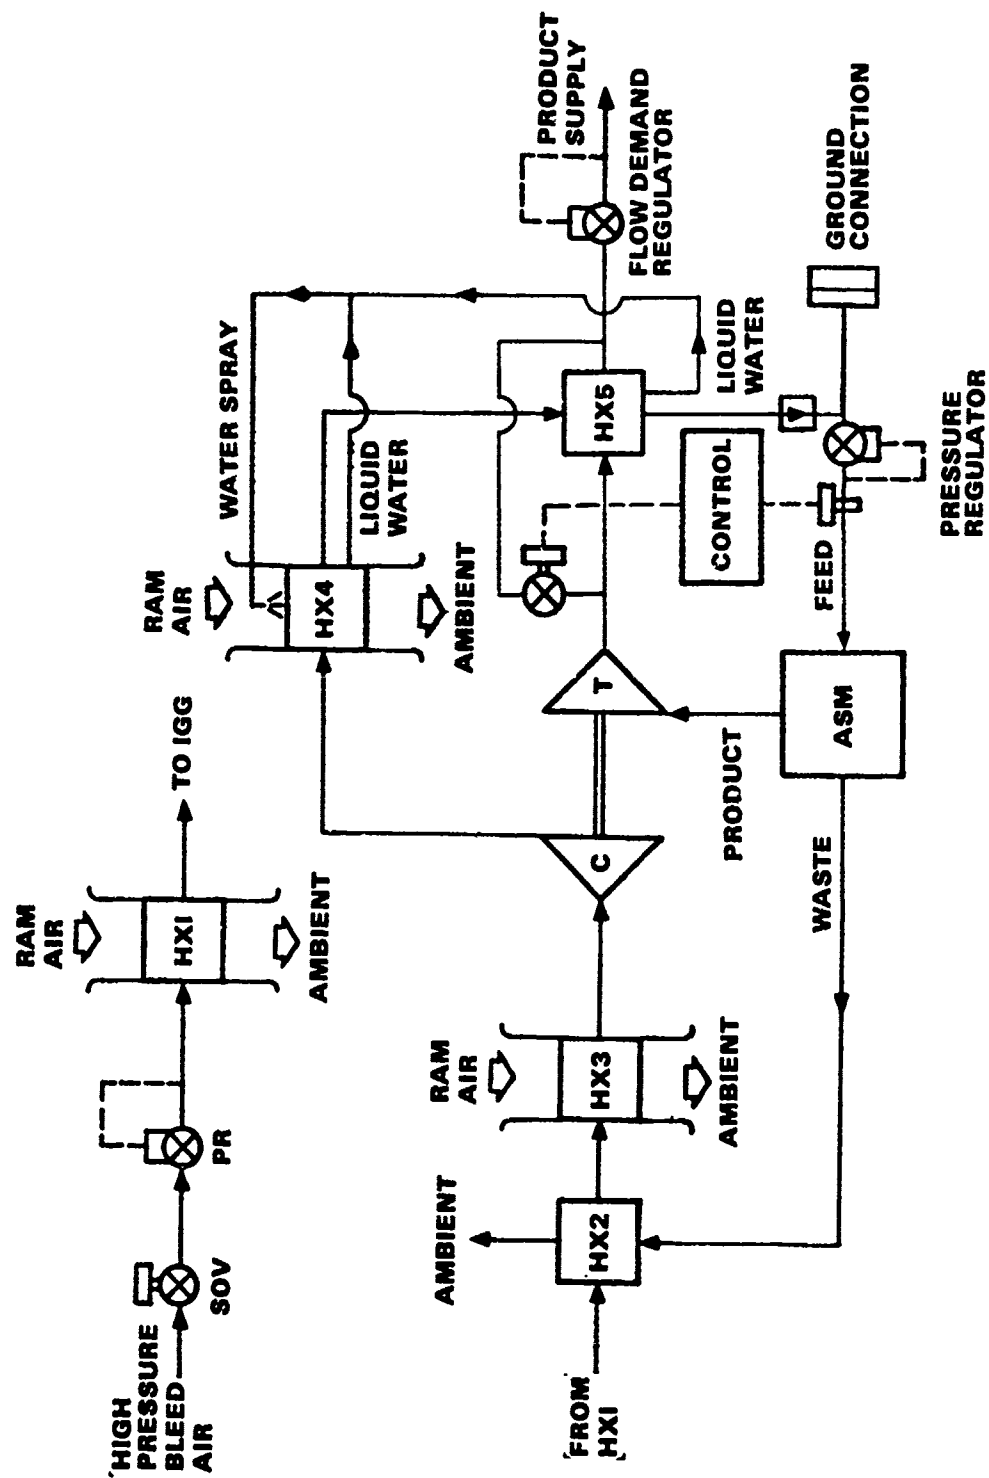 HIGH
PRESSURE
BLEED
AIR
SOV
PR
RAM
AIR
HX1
AMBIENT
TO IGG
RAM
AIR
WATER SPRAY
HX4
LIQUID
WATER
AMBIENT
[FROM
HX1]
HX2
AMBIENT
RAM
AIR
HX3
AMBIENT
C
T
HX5
LIQUID
WATER
PRODUCT
SUPPLY
FLOW DEMAND
REGULATOR
CONTROL
WASTE
PRODUCT
ASM
FEED
PRESSURE
REGULATOR
GROUND
CONNECTION